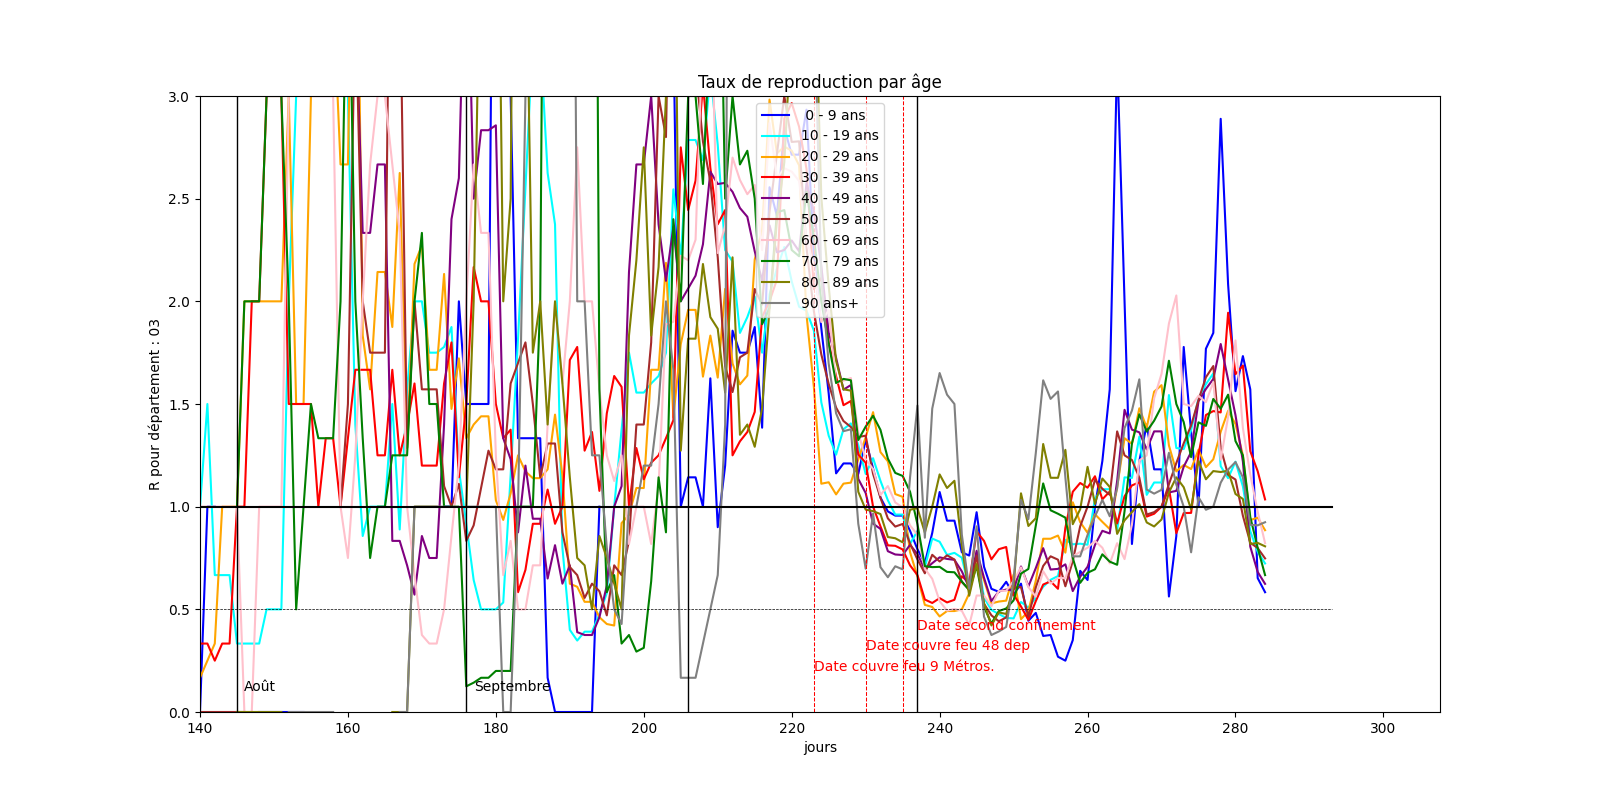 Taux de reproduction par âge
R pour département : 03
3.0
2.5
2.0
1.5
1.0
0.5
0.0
0 - 9 ans
10 - 19 ans
20 - 29 ans
30 - 39 ans
40 - 49 ans
50 - 59 ans
60 - 69 ans
70 - 79 ans
80 - 89 ans
90 ans+
Date second confinement
Date couvre feu 48 dep
Date couvre feu 9 Métros.
Août
Septembre
140 160 180 200 220 240 260 280 300
jours